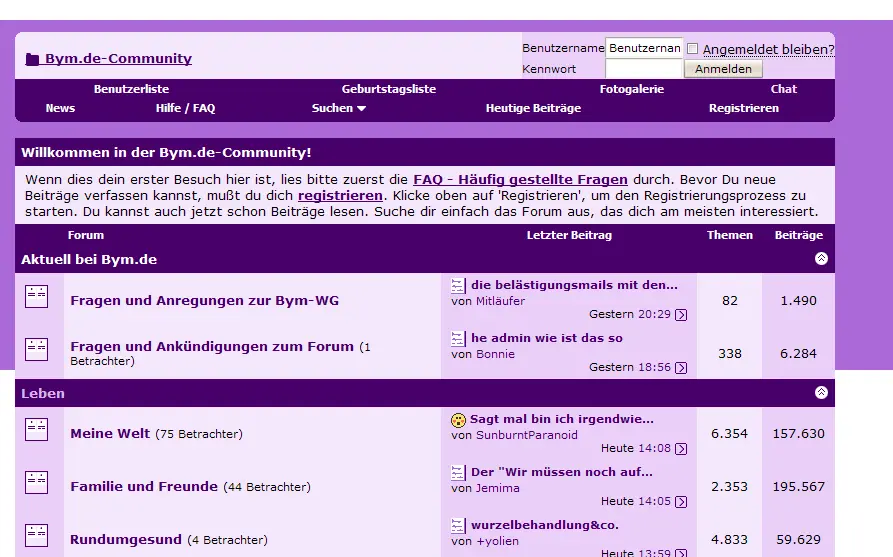 Bym.de-Community
Benutzername Benutzernan Angemeldet bleiben?
Kennwort Anmelden
Benutzerliste Geburtstagsliste Fotogalerie Chat
News Hilfe / FAQ Suchen Heutige Beiträge Registrieren
Willkommen in der Bym.de-Community!
Wenn dies dein erster Besuch hier ist, lies bitte zuerst die FAQ - Häufig gestellte Fragen durch. Bevor Du neue
Beiträge verfassen kannst, mußt du dich registrieren. Klicke oben auf 'Registrieren', um den Registrierungsprozess zu
starten. Du kannst auch jetzt schon Beiträge lesen. Suche dir einfach das Forum aus, das dich am meisten interessiert.
Forum Letzter Beitrag Themen Beiträge
Aktuell bei Bym.de
Fragen und Anregungen zur Bym-WG
die belästigungsmails mit den...
von Mitläufer
Gestern 20:29
82 1.490
Fragen und Ankündigungen zum Forum (1
Betrachter)
he admin wie ist das so
von Bonnie
Gestern 18:56
338 6.284
Leben
Meine Welt (75 Betrachter)
Sagt mal bin ich irgendwie...
von SunburntParanoid
Heute 14:08
6.354 157.630
Familie und Freunde (44 Betrachter)
Der "Wir müssen noch auf...
von Jemima
Heute 14:05
2.353 195.567
Rundumgesund (4 Betrachter)
wurzelbehandlung&co.
von +yolien
Heute 13:59
4.833 59.629